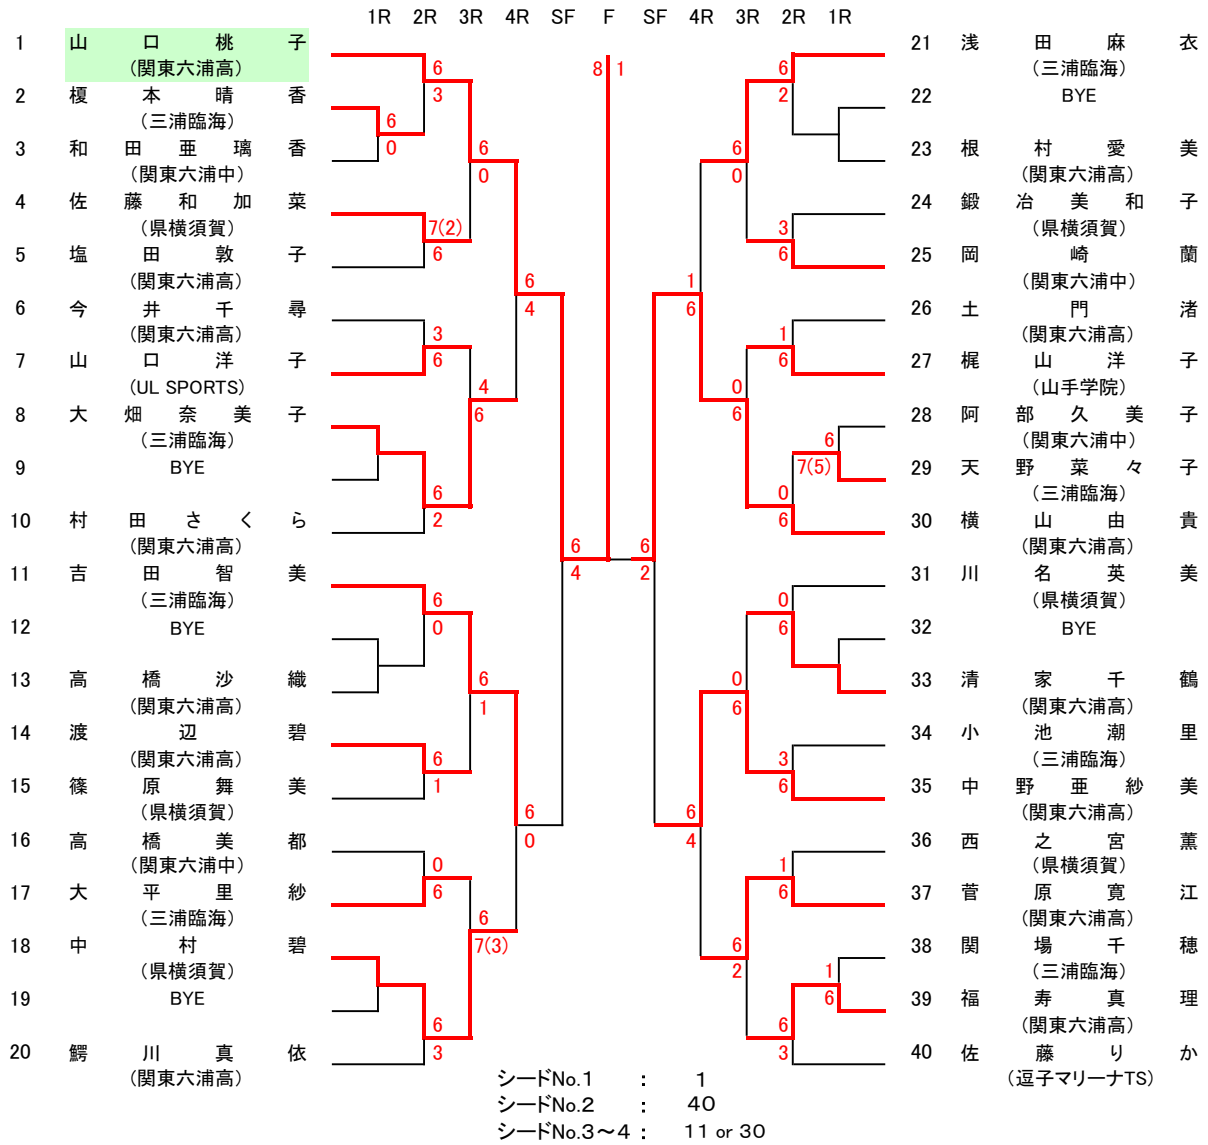 1R 2R 3R 4R SF F SF 4R 3R 2R 1R
1 山口桃子
(関東六浦高)
2 榎本晴香
(三浦臨海)
3 和田亜璃香
(関東六浦中)
4 佐藤和加菜
(県横須賀)
5 塩田敦子
(関東六浦高)
6 今井千尋
(関東六浦高)
7 山口洋子
(UL SPORTS)
8 大畑奈美子
(三浦臨海)
9 BYE
10 村田さくら
(関東六浦高)
11 吉田智美
(三浦臨海)
12 BYE
13 高橋沙織
(関東六浦高)
14 渡辺碧
(関東六浦高)
15 篠原舞美
(県横須賀)
16 高橋美都
(関東六浦中)
17 大平里紗
(三浦臨海)
18 中村碧
(県横須賀)
19 BYE
20 鰐川真依
(関東六浦高)
6
3
6
0
6
0
7(2)
6
6
4
3
6
4
6
6
2
6
4
6
0
6
1
6
1
6
0
0
6
6
7(3)
6
3
8 1
6
2
6
2
6
0
3
6
1
6
1
6
0
6
6
7(5)
0
6
0
6
0
6
3
6
6
4
1
6
6
2
1
6
6
3
21 浅田麻衣
(三浦臨海)
22 BYE
23 根村愛美
(関東六浦高)
24 鍛冶美和子
(県横須賀)
25 岡崎蘭
(関東六浦中)
26 土門渚
(関東六浦高)
27 梶山洋子
(山手学院)
28 阿部久美子
(関東六浦中)
29 天野菜々子
(三浦臨海)
30 横山由貴
(関東六浦高)
31 川名英美
(県横須賀)
32 BYE
33 清家千鶴
(関東六浦高)
34 小池潮里
(三浦臨海)
35 中野亜紗美
(関東六浦高)
36 西之宮薫
(県横須賀)
37 菅原寛江
(関東六浦高)
38 関場千穂
(三浦臨海)
39 福寿真理
(関東六浦高)
40 佐藤りか
(逗子マリーナTS)
シードNo.1 : 1
シードNo.2 : 40
シードNo.3～4 : 11 or 30